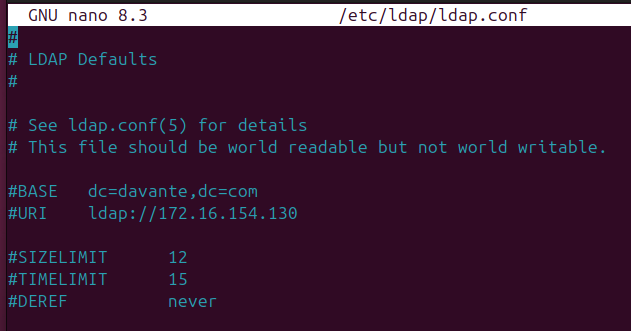 GNU nano 8.3 /etc/ldap/ldap.conf
#
# LDAP Defaults
#
# See ldap.conf(5) for details
# This file should be world readable but not world writable.
#BASE dc=davante,dc=com
#URI ldap://172.16.154.130
#SIZELIMIT 12
#TIMELIMIT 15
#DEREF never